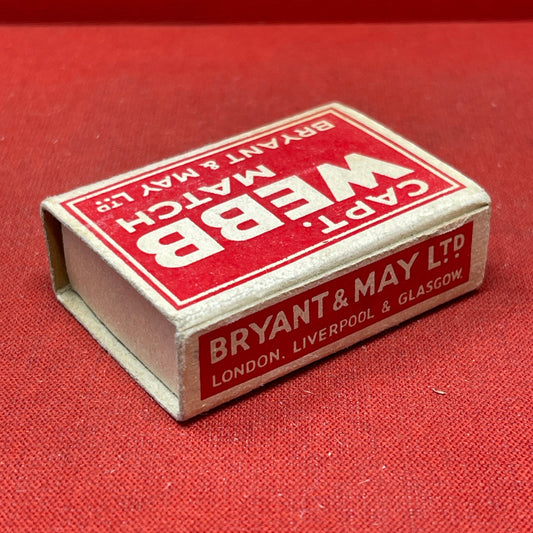 CAPT.
WEBB
MATCH
BRYANT & MAY LTD
BRYANT & MAY LTD.
LONDON. LIVERPOOL & GLASGOW.